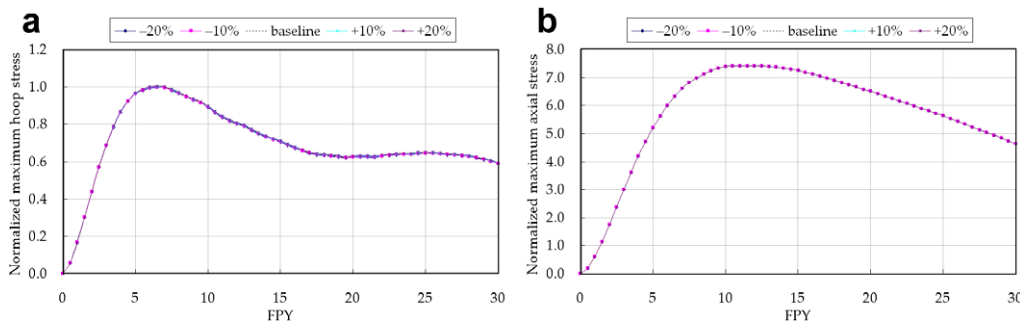 a
–20% –10% baseline +10% +20%
Normalized maximum hoop stress
1.2
1.0
0.8
0.6
0.4
0.2
0.0
0 5 10 15 20 25 30
FPY
b
–20% –10% baseline +10% +20%
Normalized maximum axial stress
8.0
7.0
6.0
5.0
4.0
3.0
2.0
1.0
0.0
0 5 10 15 20 25 30
FPY